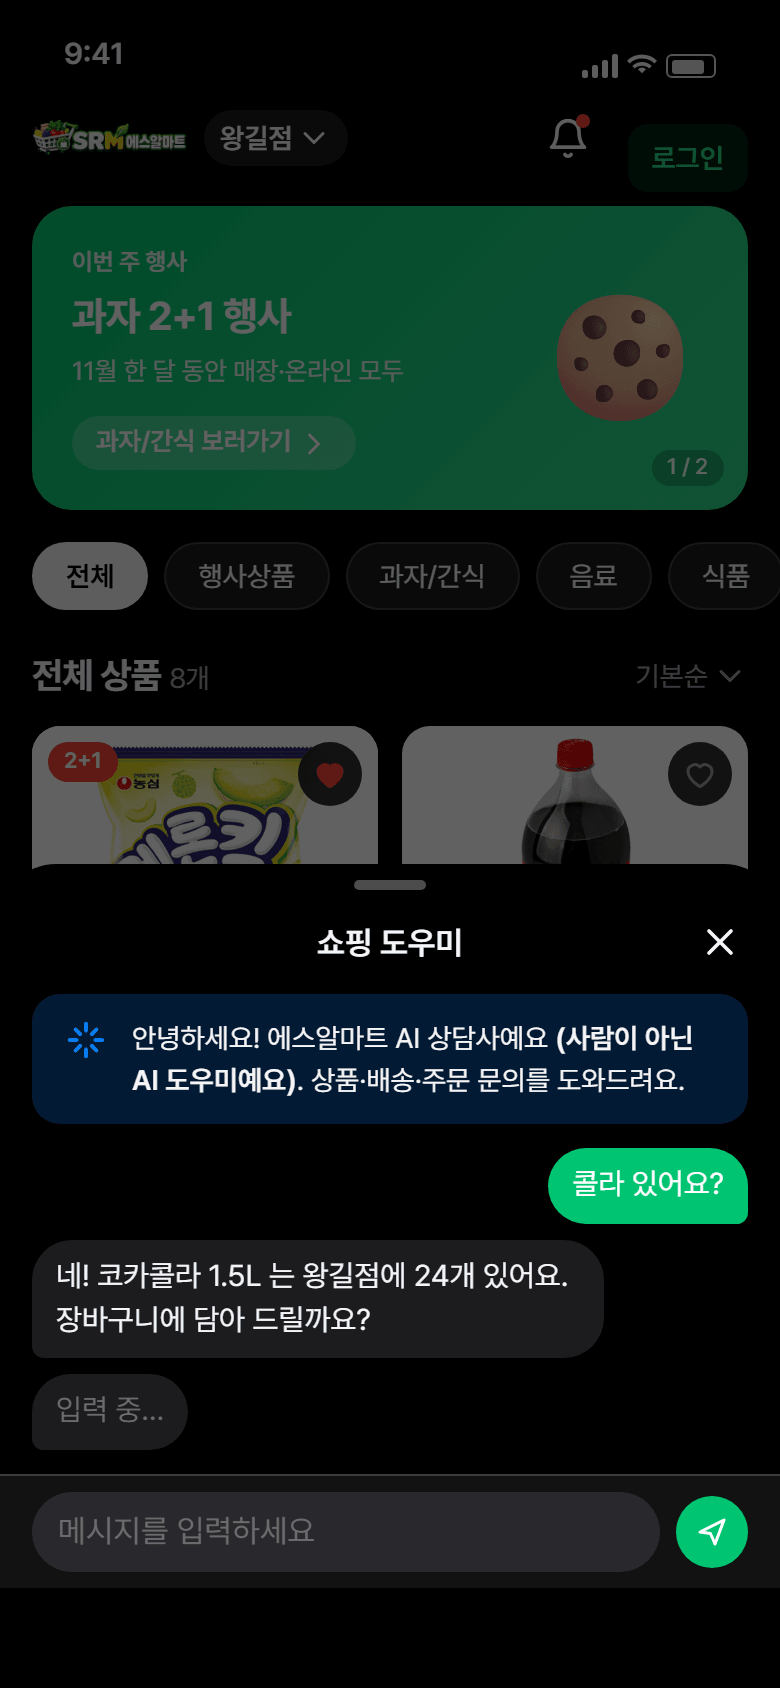 9:41
SRM 에스알마트
왕길점
로그인
이번 주 행사
과자 2+1 행사
11월 한 달 동안 매장·온라인 모두
과자/간식 보러가기
1 / 2
전체
행사상품
과자/간식
음료
식품
전체 상품 8개
기본순
2+1
농심
쇼핑 도우미
안녕하세요! 에스알마트 AI 상담사예요 (사람이 아닌
AI 도우미예요). 상품·배송·주문 문의를 도와드려요.
콜라 있어요?
네! 코카콜라 1.5L 는 왕길점에 24개 있어요.
장바구니에 담아 드릴까요?
입력 중...
메시지를 입력하세요